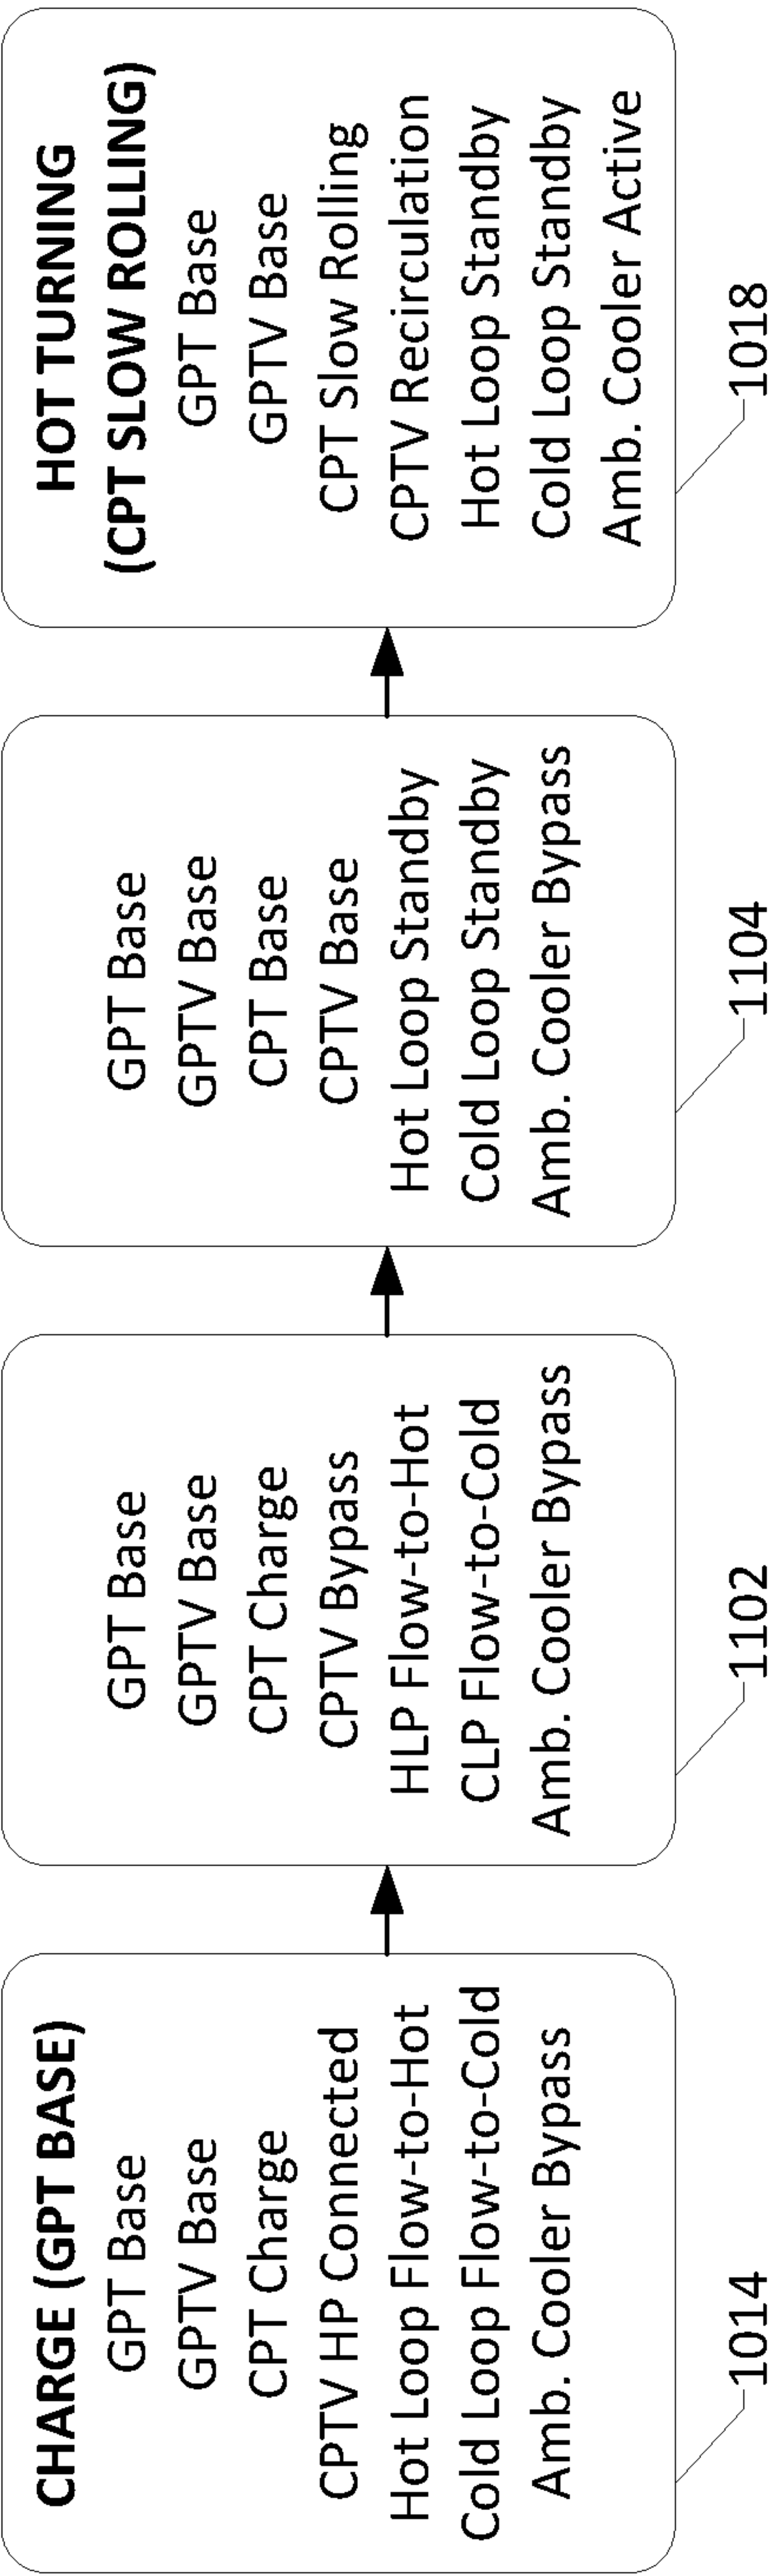 CHARGE (GPT BASE)
GPT Base
GPTV Base
CPT Charge
CPTV HP Connected
Hot Loop Flow-to-Hot
Cold Loop Flow-to-Cold
Amb. Cooler Bypass
1014
GPT Base
GPTV Base
CPT Charge
CPTV Bypass
HLP Flow-to-Hot
CLP Flow-to-Cold
Amb. Cooler Bypass
1102
GPT Base
GPTV Base
CPT Base
CPTV Base
Hot Loop Standby
Cold Loop Standby
Amb. Cooler Bypass
1104
HOT TURNING
(CPT SLOW ROLLING)
GPT Base
GPTV Base
CPT Slow Rolling
CPTV Recirculation
Hot Loop Standby
Cold Loop Standby
Amb. Cooler Active
1018